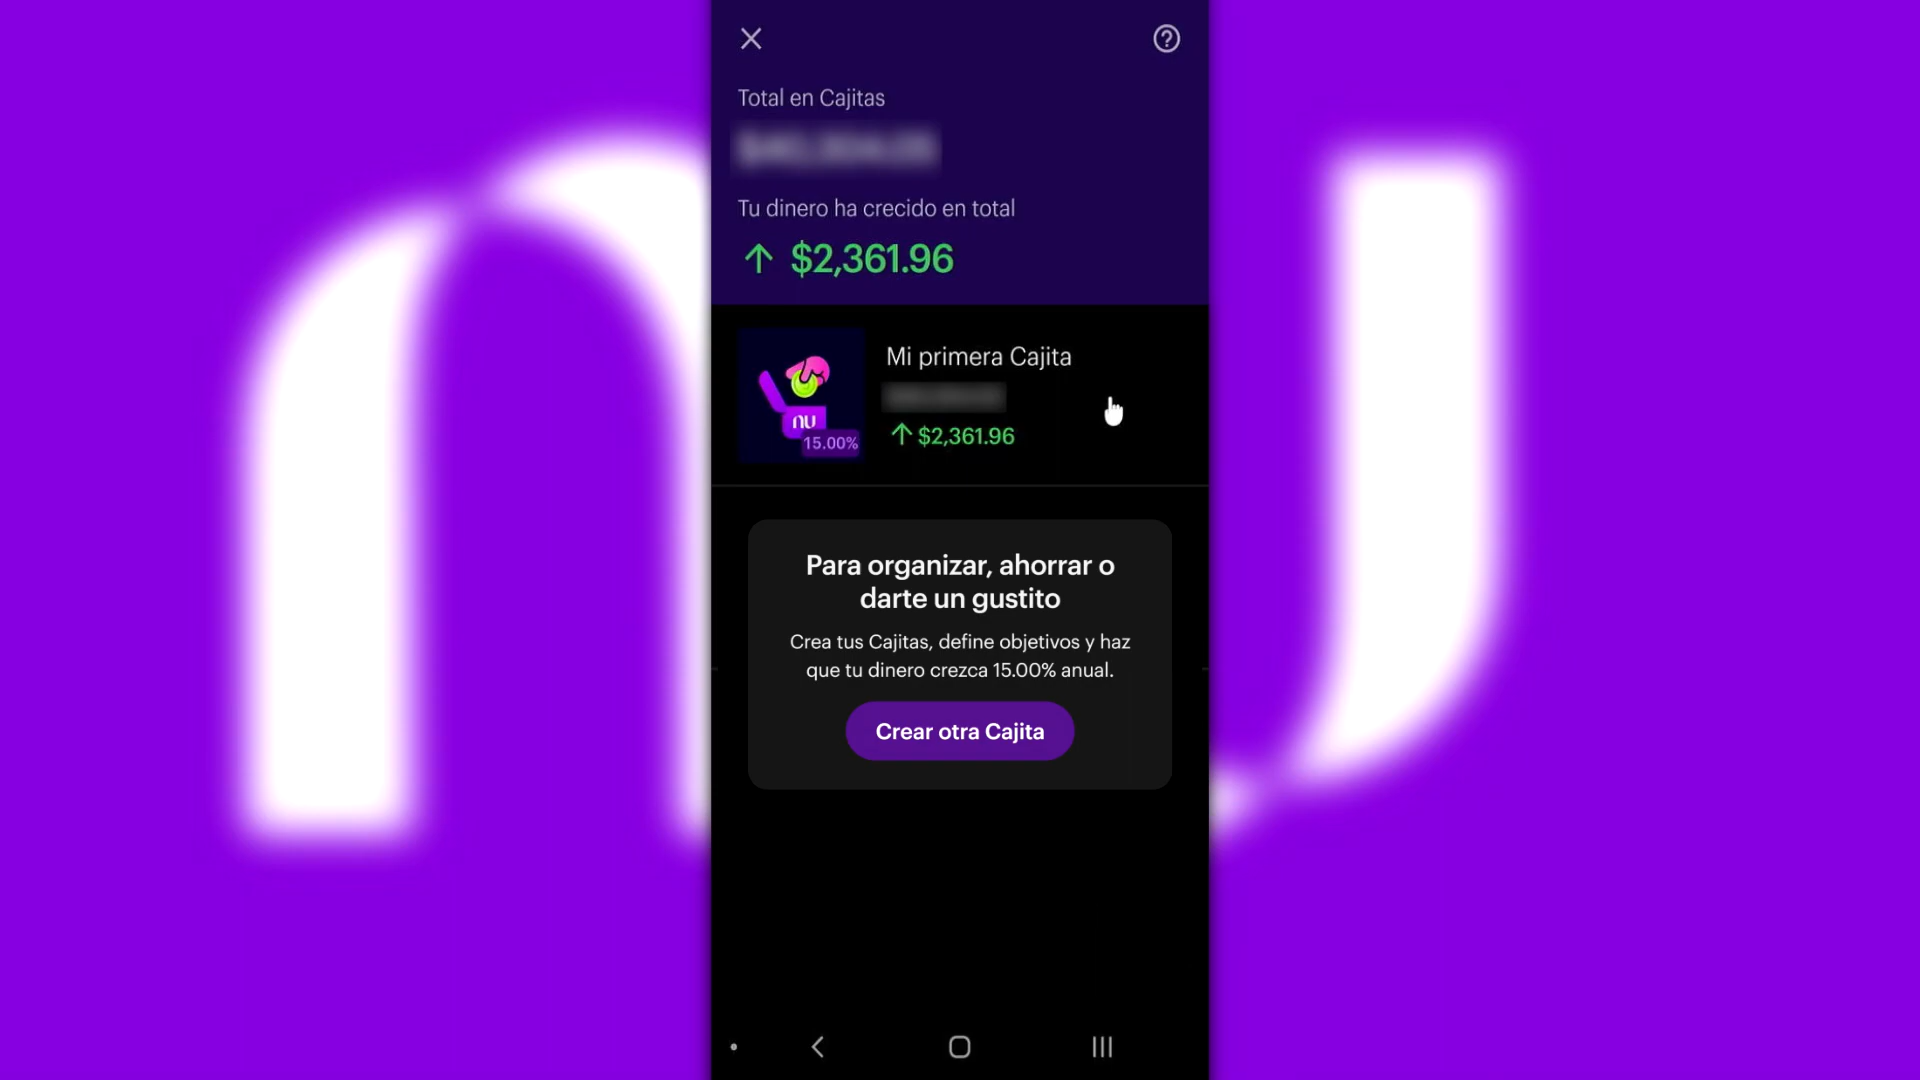 Total en Cajitas
Tu dinero ha crecido en total
$2,361.96
Mi primera Cajita
nu
15.00%
$2,361.96
Para organizar, ahorrar o
darte un gustito
Crea tus Cajitas, define objetivos y haz
que tu dinero crezca 15.00% anual.
Crear otra Cajita